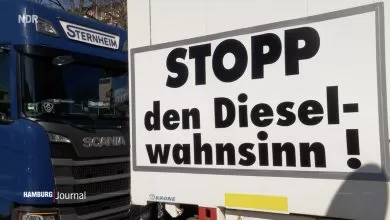 NDR
STERNHEIM
SCANIA
STOPP
den Diesel-
wahnsinn !
KRONE
HAMBURG Journal